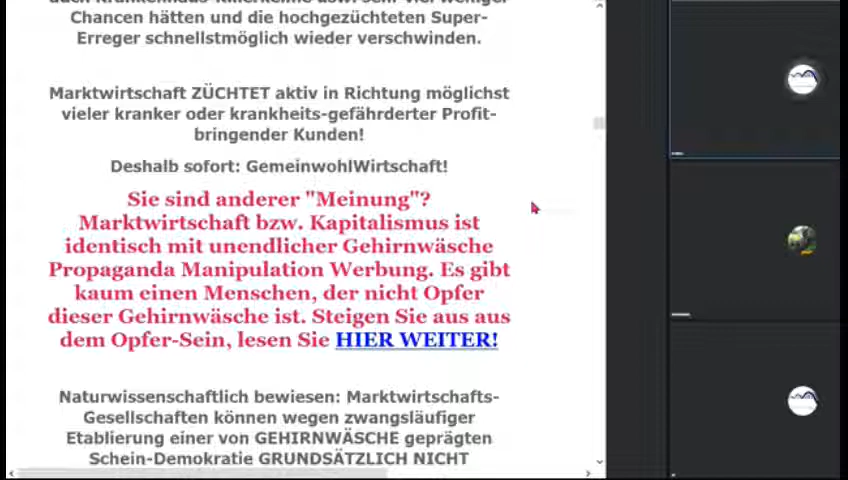 Chancen hätten und die hochgezüchteten Super-
Erreger schnellstmöglich wieder verschwinden.
Marktwirtschaft ZÜCHTET aktiv in Richtung möglichst
vieler kranker oder krankheits-gefährderter Profit-
bringender Kunden!
Deshalb sofort: GemeinwohlWirtschaft!
Sie sind anderer "Meinung"?
Marktwirtschaft bzw. Kapitalismus ist
identisch mit unendlicher Gehirnwäsche
Propaganda Manipulation Werbung. Es gibt
kaum einen Menschen, der nicht Opfer
dieser Gehirnwäsche ist. Steigen Sie aus aus
dem Opfer-Sein, lesen Sie HIER WEITER!
Naturwissenschaftlich bewiesen: Marktwirtschafts-
Gesellschaften können wegen zwangsläufiger
Etablierung einer von GEHIRNWÄSCHE geprägten
Schein-Demokratie GRUNDSÄTZLICH NICHT